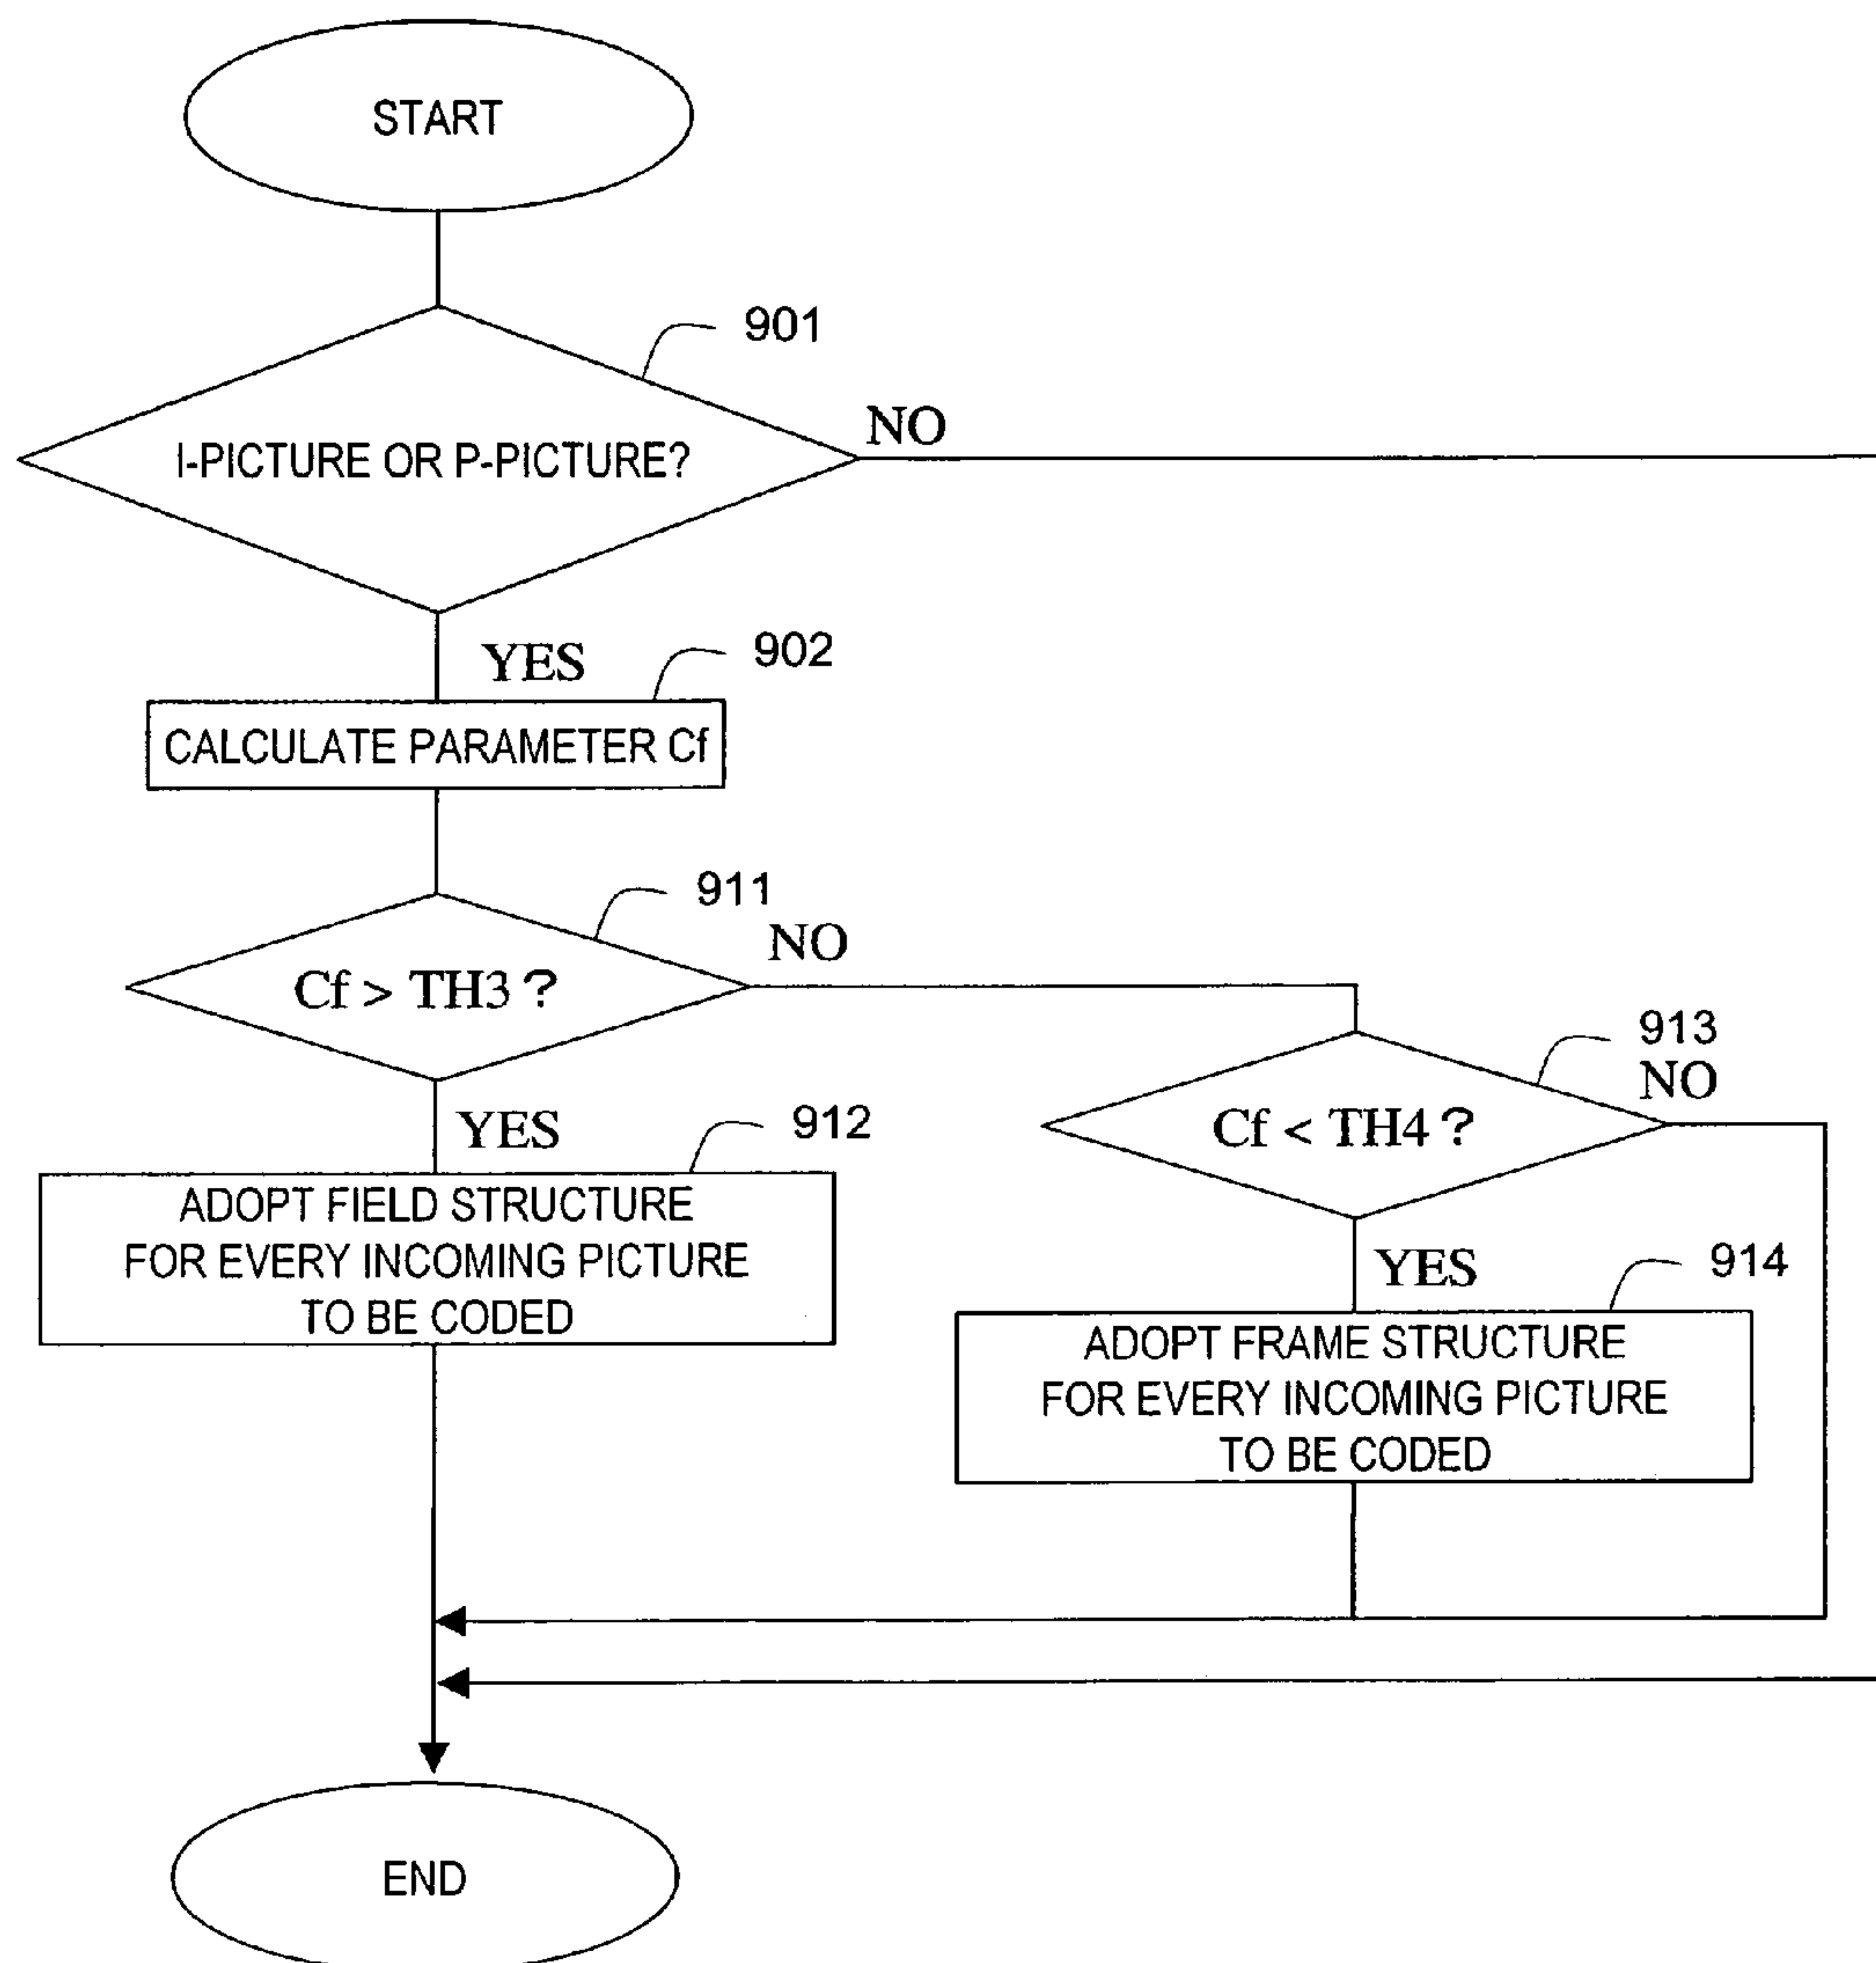 START
901
I-PICTURE OR P-PICTURE?
NO
YES
902
CALCULATE PARAMETER Cf
911
Cf > TH3 ?
NO
913
Cf < TH4 ?
NO
YES
912
ADOPT FIELD STRUCTURE
FOR EVERY INCOMING PICTURE
TO BE CODED
YES
914
ADOPT FRAME STRUCTURE
FOR EVERY INCOMING PICTURE
TO BE CODED
END